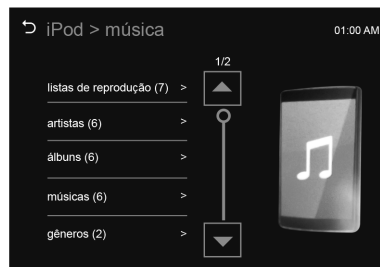 iPod > música
01:00 AM
1/2
listas de reprodução (7) >
artistas (6) >
álbuns (6) >
músicas (6) >
gêneros (2) >